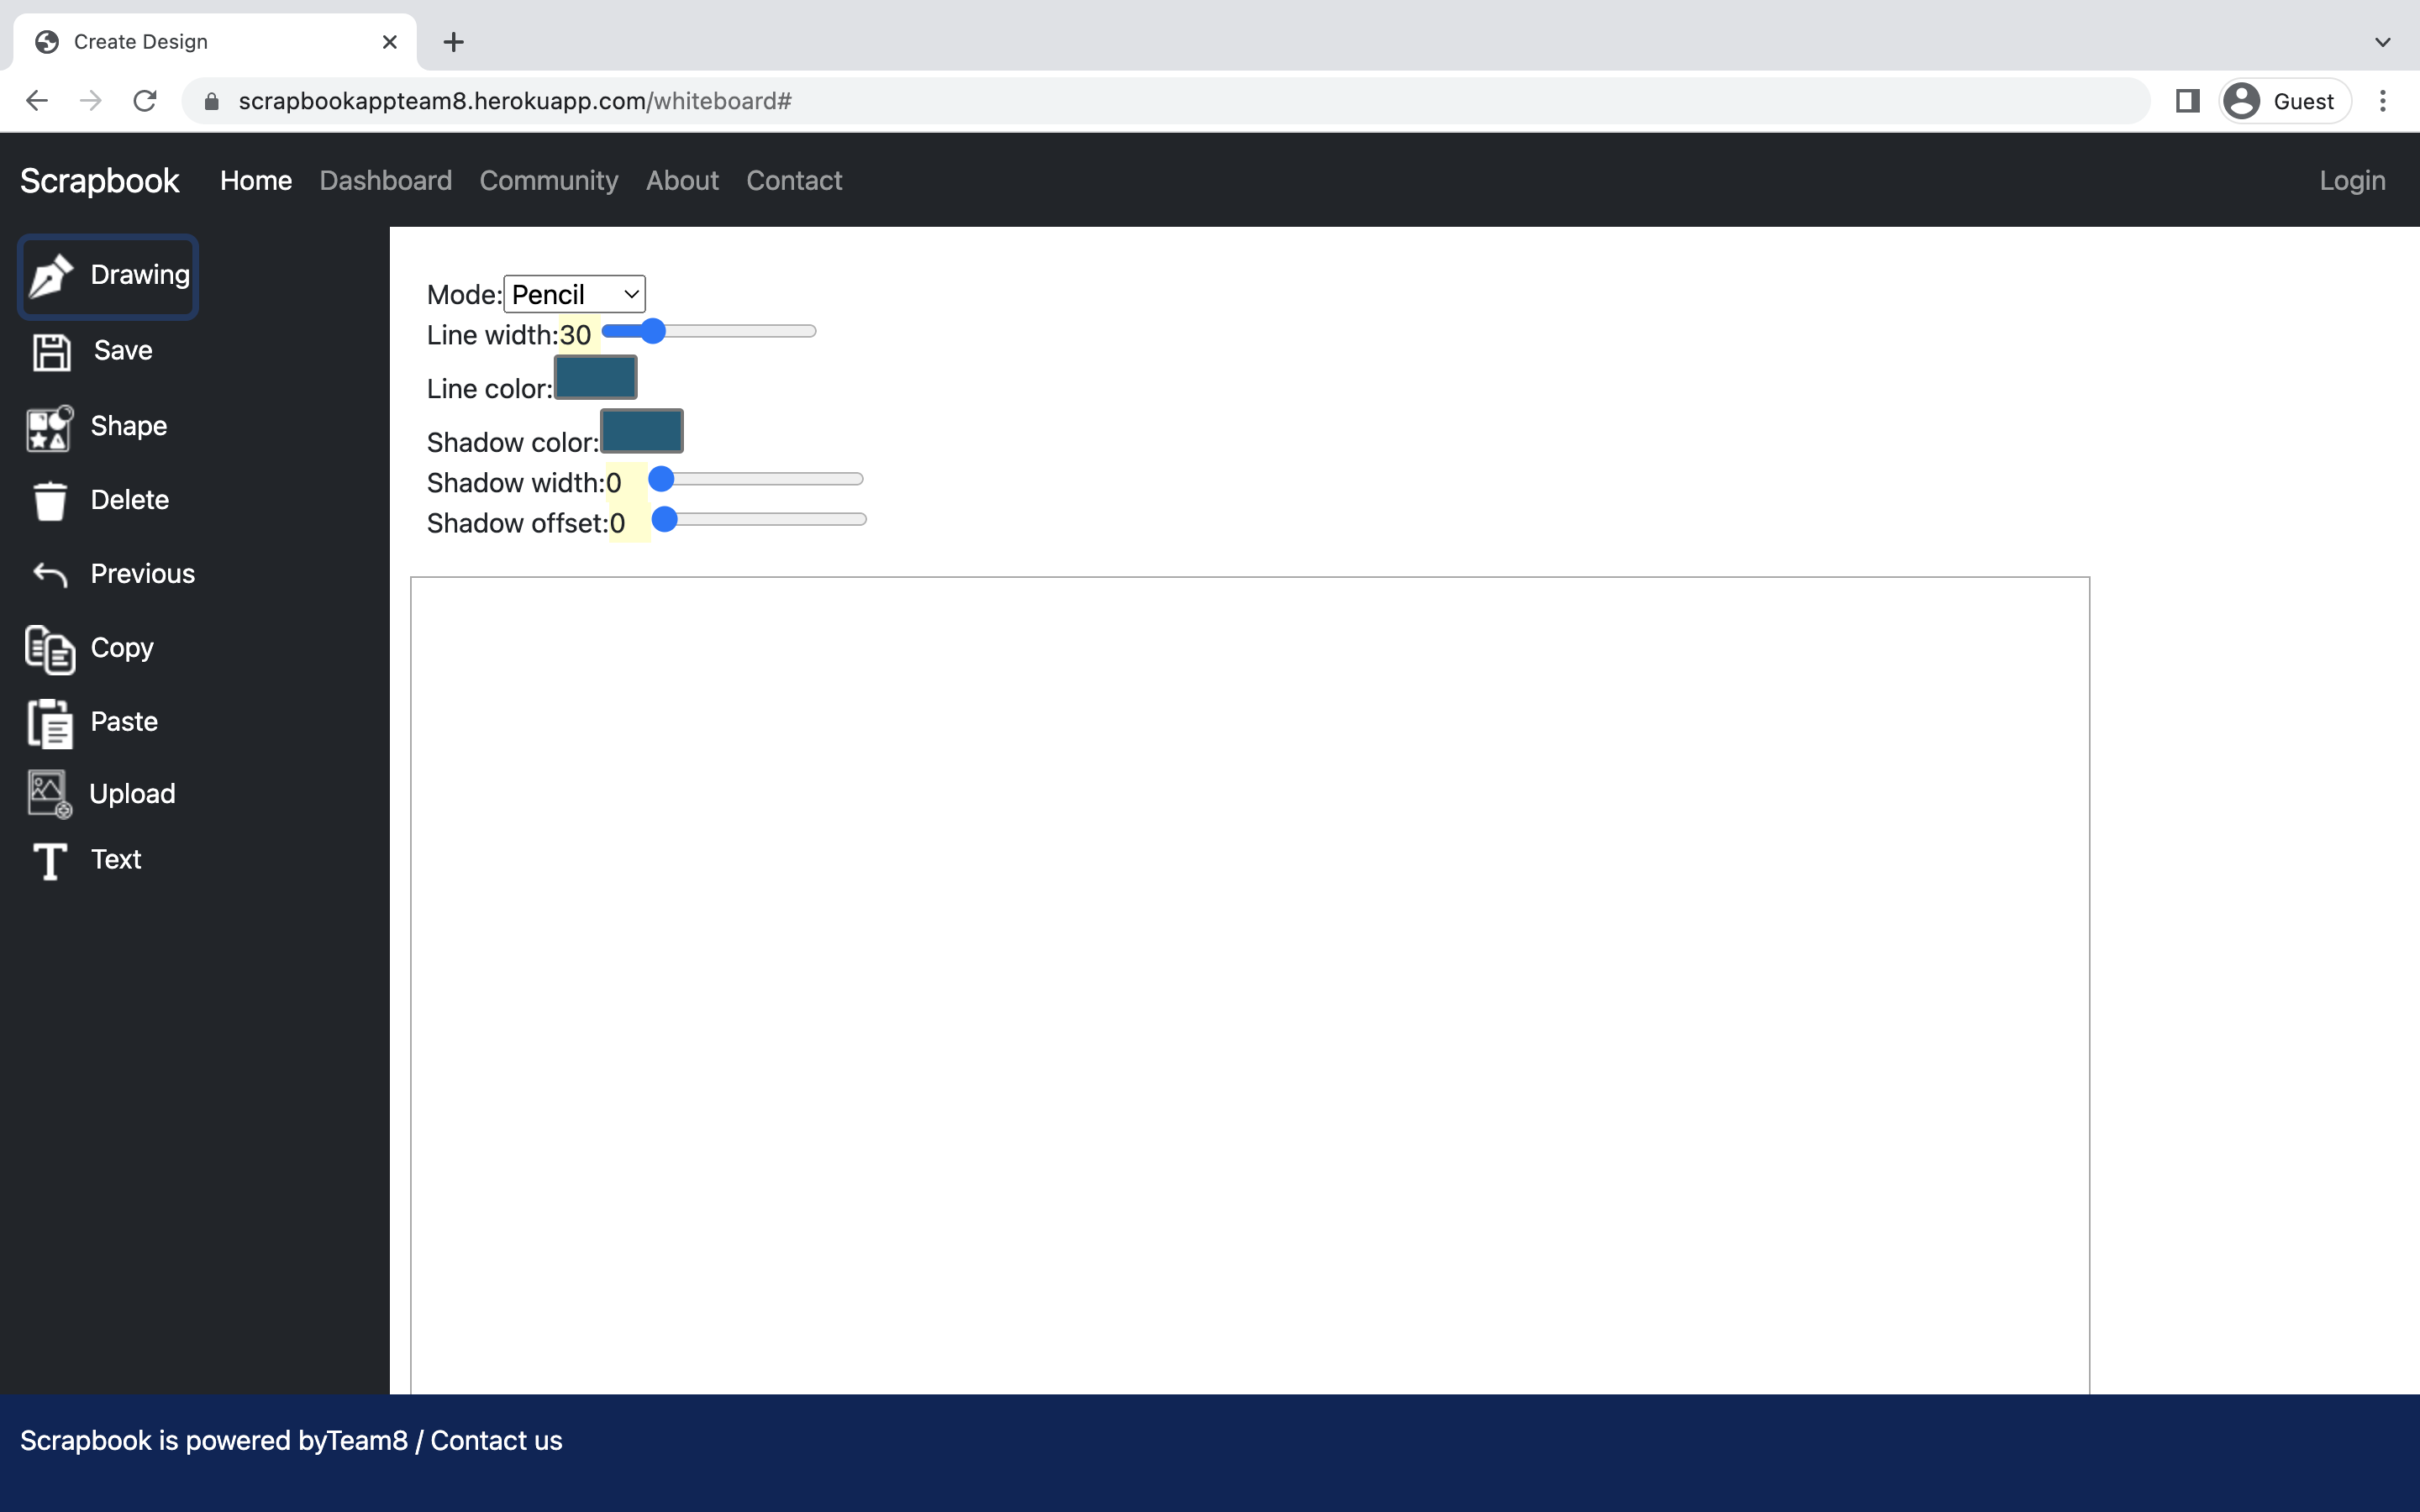 Create Design
scrapbookappteam8.herokuapp.com/whiteboard#
Guest
Scrapbook Home Dashboard Community About Contact Login
Drawing
Save
Shape
Delete
Previous
Copy
Paste
Upload
Text
Mode: Pencil
Line width:30
Line color:
Shadow color:
Shadow width:0
Shadow offset:0
Scrapbook is powered byTeam8 / Contact us